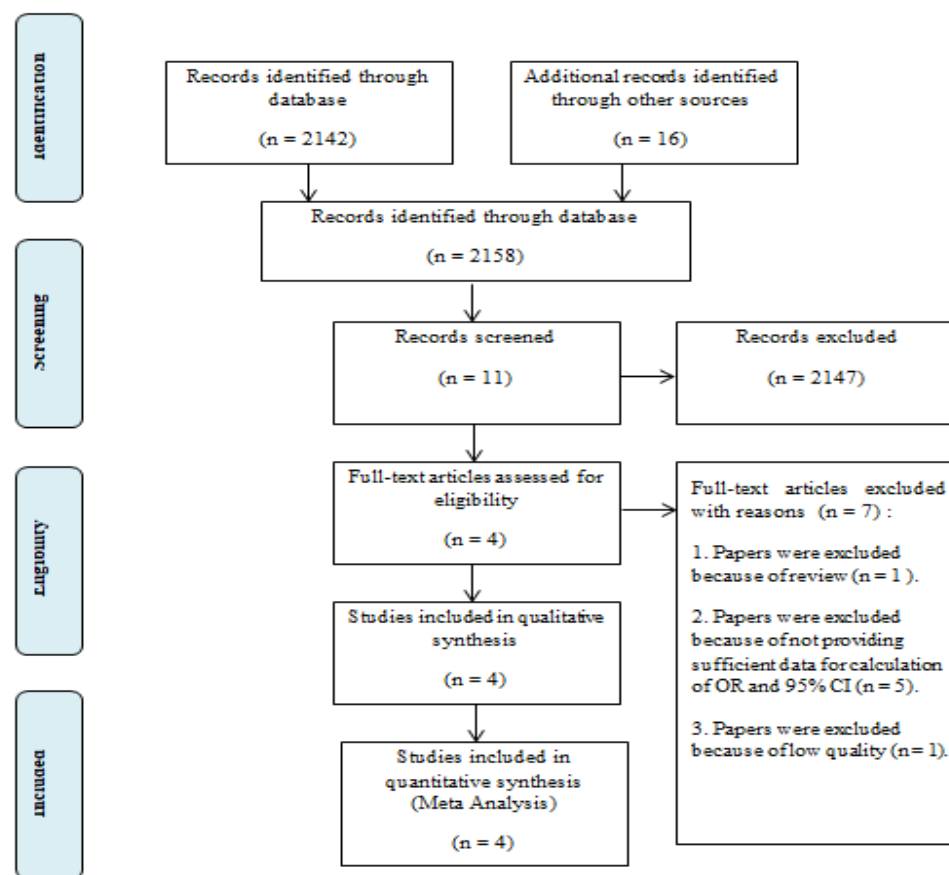 Identification
Records identified through
database
(n = 2142)
Additional records identified
through other sources
(n = 16)
Records identified through database
(n = 2158)
Screening
Records screened
(n = 11)
Records excluded
(n = 2147)
Eligibility
Full-text articles assessed for
eligibility
(n = 4)
Full-text articles excluded
with reasons (n = 7) :
1. Papers were excluded
because of review (n = 1 ).
2. Papers were excluded
because of not providing
sufficient data for calculation
of OR and 95% CI (n = 5).
3. Papers were excluded
because of low quality (n= 1).
Studies included in qualitative
synthesis
(n = 4)
Included
Studies included in
quantitative synthesis
(Meta Analysis)
(n = 4)